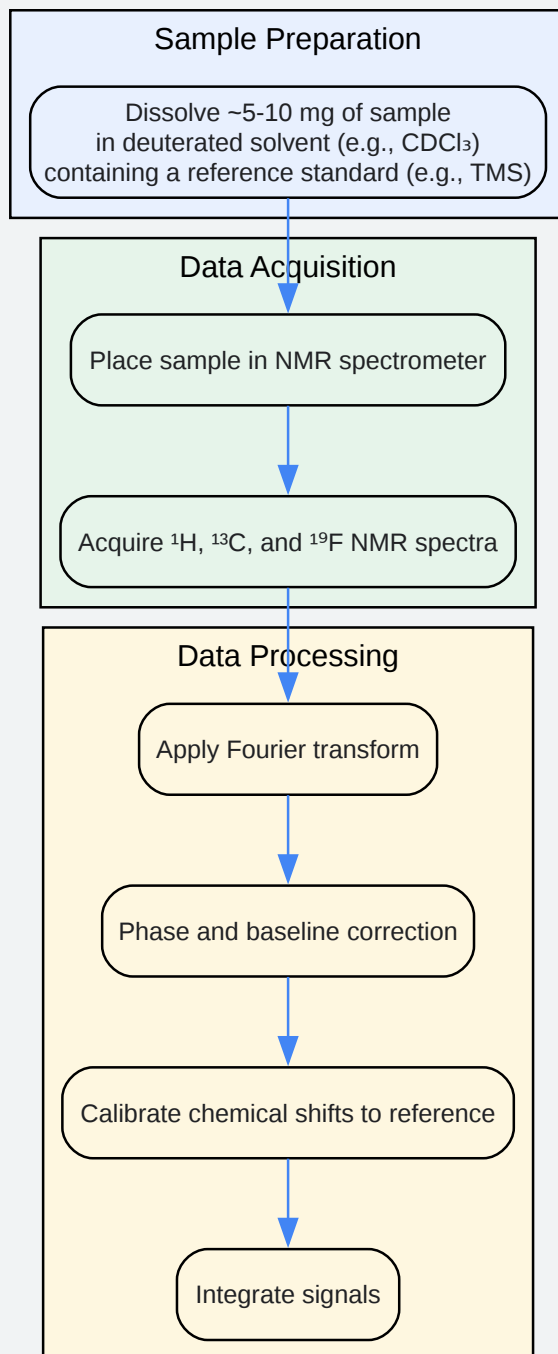 Sample Preparation
Dissolve ~5-10 mg of sample
in deuterated solvent (e.g., CDCl₃)
containing a reference standard (e.g., TMS)
Data Acquisition
Place sample in NMR spectrometer
Acquire ¹H, ¹³C, and ¹⁹F NMR spectra
Data Processing
Apply Fourier transform
Phase and baseline correction
Calibrate chemical shifts to reference
Integrate signals